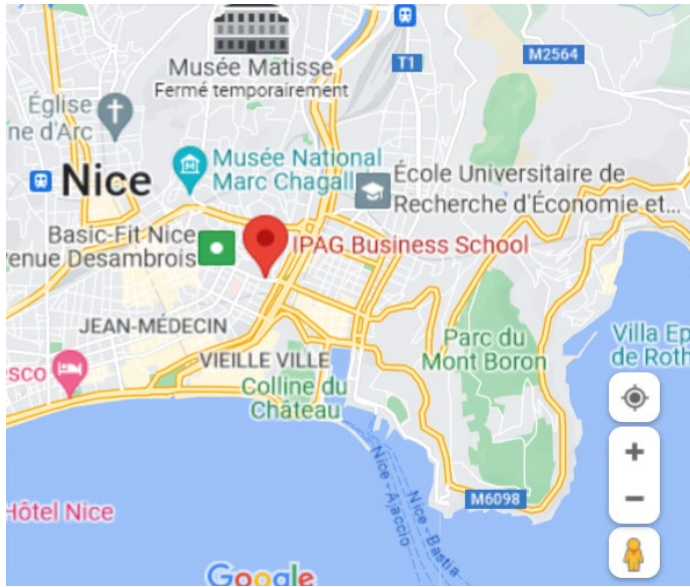 Musée Matisse
Fermé temporairement
T1
M2564
Église
ne d'Arc
Nice
Musée National
Marc Chagall
École Universitaire de
Recherche d'Économie et...
Basic-Fit Nice
venue Desambrois
IPAG Business School
JEAN-MÉDECIN
VIEILLE VILLE
Colline du
Château
Parc du
Mont Boron
Villa Ep
de Roth
sco
Nice - Ajaccio
Nice - Bastia
M6098
Hôtel Nice
Google